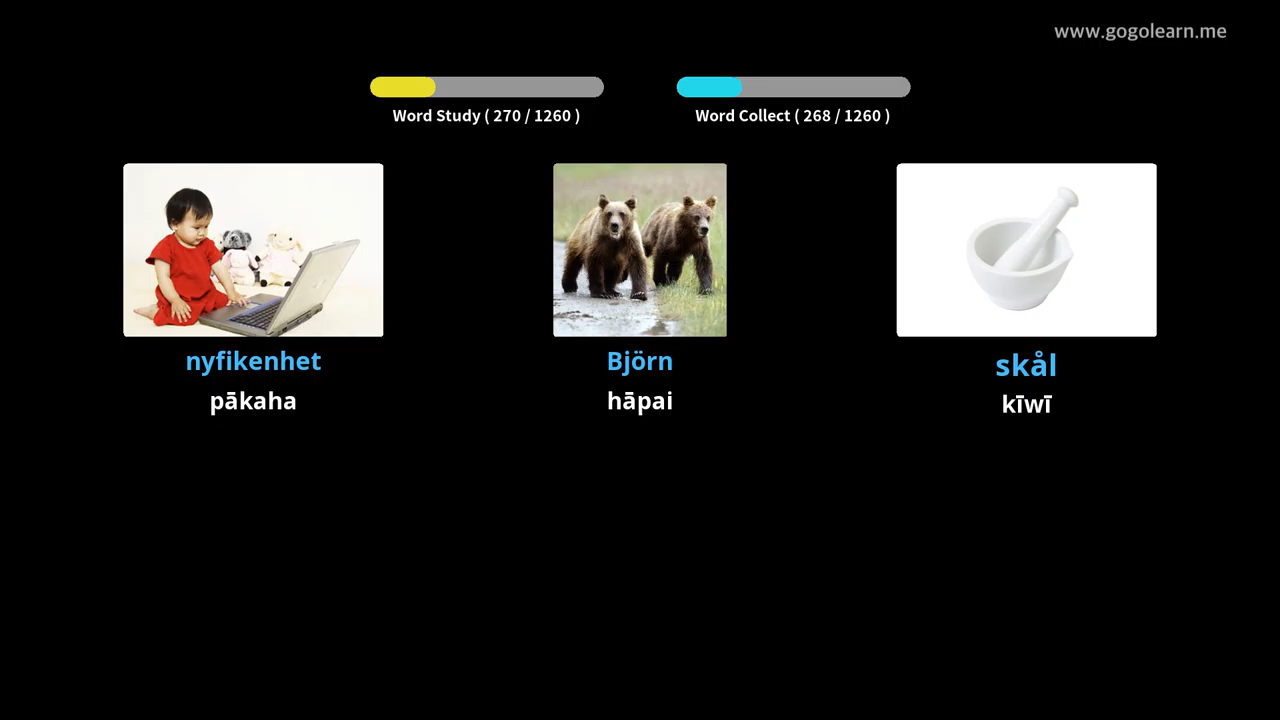 www.gogolearn.me
Word Study ( 270 / 1260 )
Word Collect ( 268 / 1260 )
nyfikenhet
pākaha
Björn
hāpai
skål
kīwī